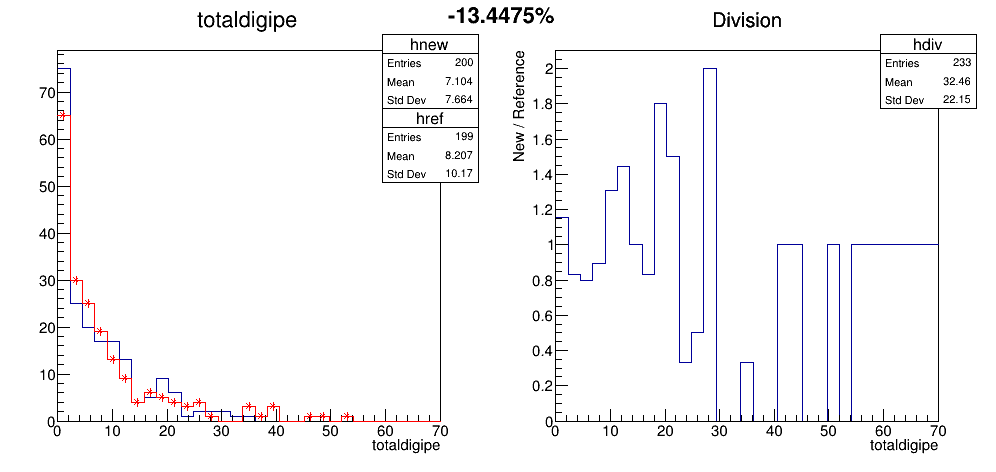 -13.4475%
totaldigipe
hnew
Entries 200
Mean 7.104
Std Dev 7.664
href
Entries 199
Mean 8.207
Std Dev 10.17
70
60
50
40
30
20
10
0
0 10 20 30 40 50 60 70
totaldigipe
Division
hdiv
Entries 233
Mean 32.46
Std Dev 22.15
New / Reference
2
1.8
1.6
1.4
1.2
1
0.8
0.6
0.4
0.2
0
0 10 20 30 40 50 60 70
totaldigipe